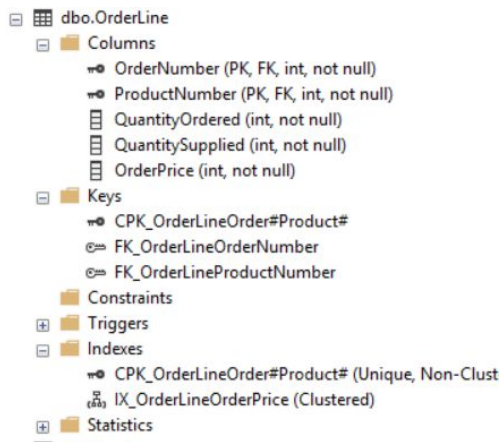 dbo.OrderLine
Columns
OrderNumber (PK, FK, int, not null)
ProductNumber (PK, FK, int, not null)
QuantityOrdered (int, not null)
QuantitySupplied (int, not null)
OrderPrice (int, not null)
Keys
CPK_OrderLineOrder#Product#
FK_OrderLineOrderNumber
FK_OrderLineProductNumber
Constraints
Triggers
Indexes
CPK_OrderLineOrder#Product# (Unique, Non-Clust
IX_OrderLineOrderPrice (Clustered)
Statistics